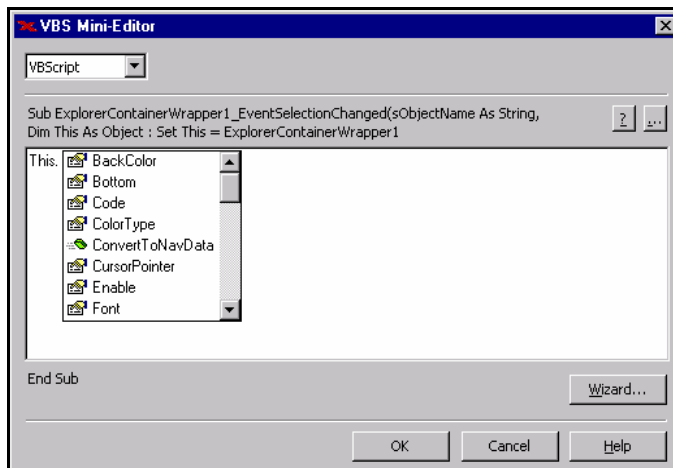 VBS Mini-Editor
VBScript
Sub ExplorerContainerWrapper1_EventSelectionChanged(sObjectName As String,
Dim This As Object : Set This = ExplorerContainerWrapper1
? ...
This. BackColor
Bottom
Code
ColorType
ConvertToNavData
CursorPointer
Enable
Font
End Sub
Wizard...
OK Cancel Help